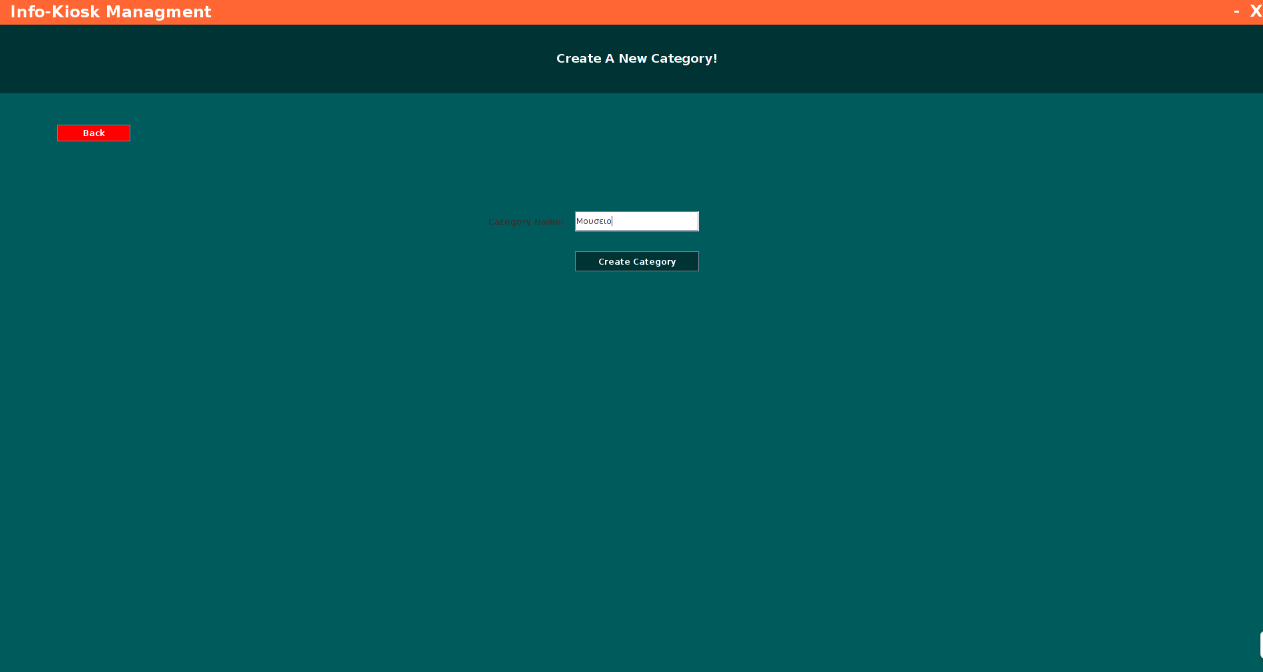 Info-Kiosk Managment
- X
Create A New Category!
Back
Category Name: Μουσειο
Create Category